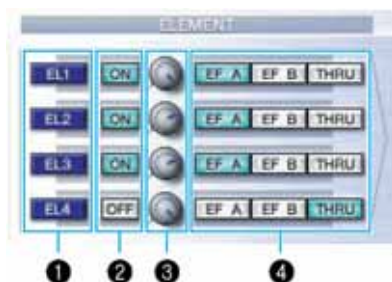 ELEMENT
EL1 ON EF A EF B THRU
EL2 ON EF A EF B THRU
EL3 ON EF A EF B THRU
EL4 OFF EF A EF B THRU
1 2 3 4